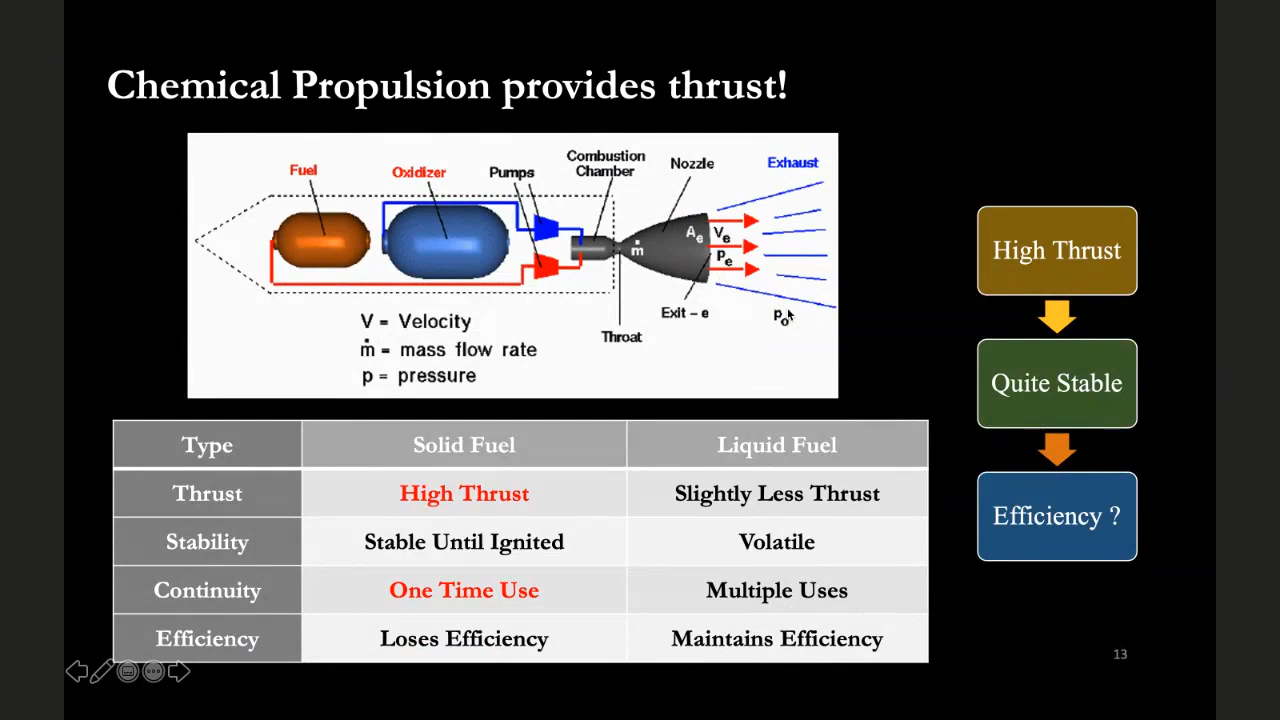 Chemical Propulsion provides thrust!
Fuel
Oxidizer
Pumps
Combustion
Chamber
Nozzle
Exhaust
ṁ
Ae
Ve
pe
Exit – e
po
Throat
V = Velocity
ṁ = mass flow rate
p = pressure
High Thrust
Quite Stable
Efficiency ?
Type Solid Fuel Liquid Fuel
Thrust High Thrust Slightly Less Thrust
Stability Stable Until Ignited Volatile
Continuity One Time Use Multiple Uses
Efficiency Loses Efficiency Maintains Efficiency
13